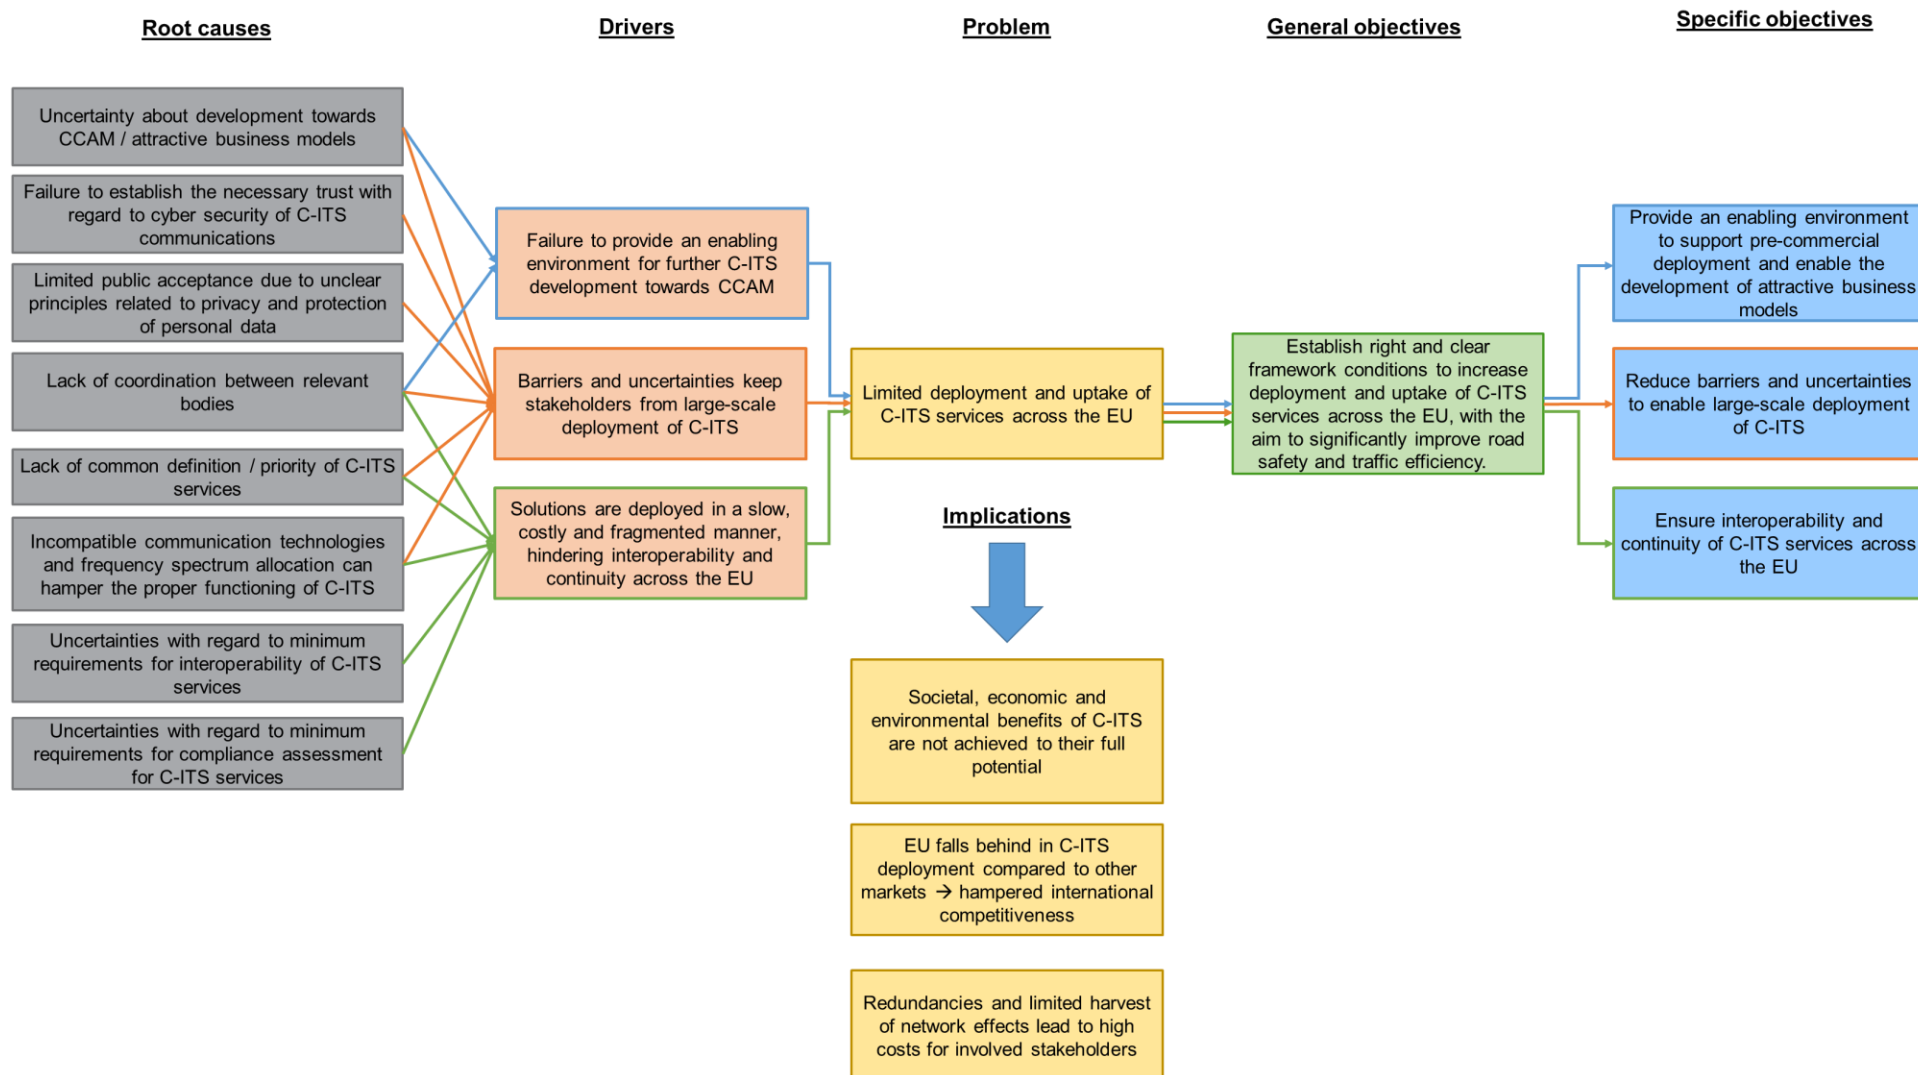 Root causes
Drivers
Problem
General objectives
Specific objectives
Uncertainty about development towards
CCAM / attractive business models
Failure to establish the necessary trust with
regard to cyber security of C-ITS
communications
Limited public acceptance due to unclear
principles related to privacy and protection
of personal data
Lack of coordination between relevant
bodies
Lack of common definition / priority of C-ITS
services
Incompatible communication technologies
and frequency spectrum allocation can
hamper the proper functioning of C-ITS
Uncertainties with regard to minimum
requirements for interoperability of C-ITS
services
Uncertainties with regard to minimum
requirements for compliance assessment
for C-ITS services
Failure to provide an enabling
environment for further C-ITS
development towards CCAM
Barriers and uncertainties keep
stakeholders from large-scale
deployment of C-ITS
Solutions are deployed in a slow,
costly and fragmented manner,
hindering interoperability and
continuity across the EU
Limited deployment and uptake of
C-ITS services across the EU
Implications
Societal, economic and
environmental benefits of C-ITS
are not achieved to their full
potential
EU falls behind in C-ITS
deployment compared to other
markets → hampered international
competitiveness
Redundancies and limited harvest
of network effects lead to high
costs for involved stakeholders
Establish right and clear
framework conditions to increase
deployment and uptake of C-ITS
services across the EU, with the
aim to significantly improve road
safety and traffic efficiency.
Provide an enabling environment
to support pre-commercial
deployment and enable the
development of attractive business
models
Reduce barriers and uncertainties
to enable large-scale deployment
of C-ITS
Ensure interoperability and
continuity of C-ITS services across
the EU